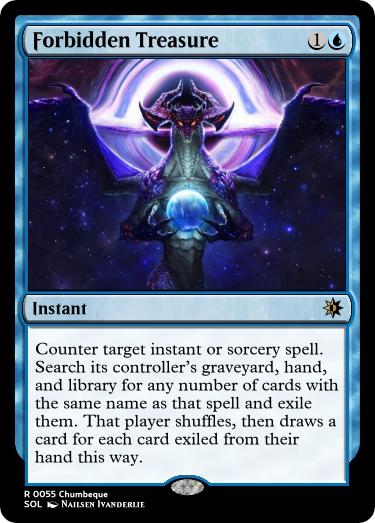 Forbidden Treasure 1
Instant
Counter target instant or sorcery spell.
Search its controller's graveyard, hand,
and library for any number of cards with
the same name as that spell and exile
them. That player shuffles, then draws a
card for each card exiled from their
hand this way.
R 0055 Chumbeque
SOL Nailsen Ivanderlie